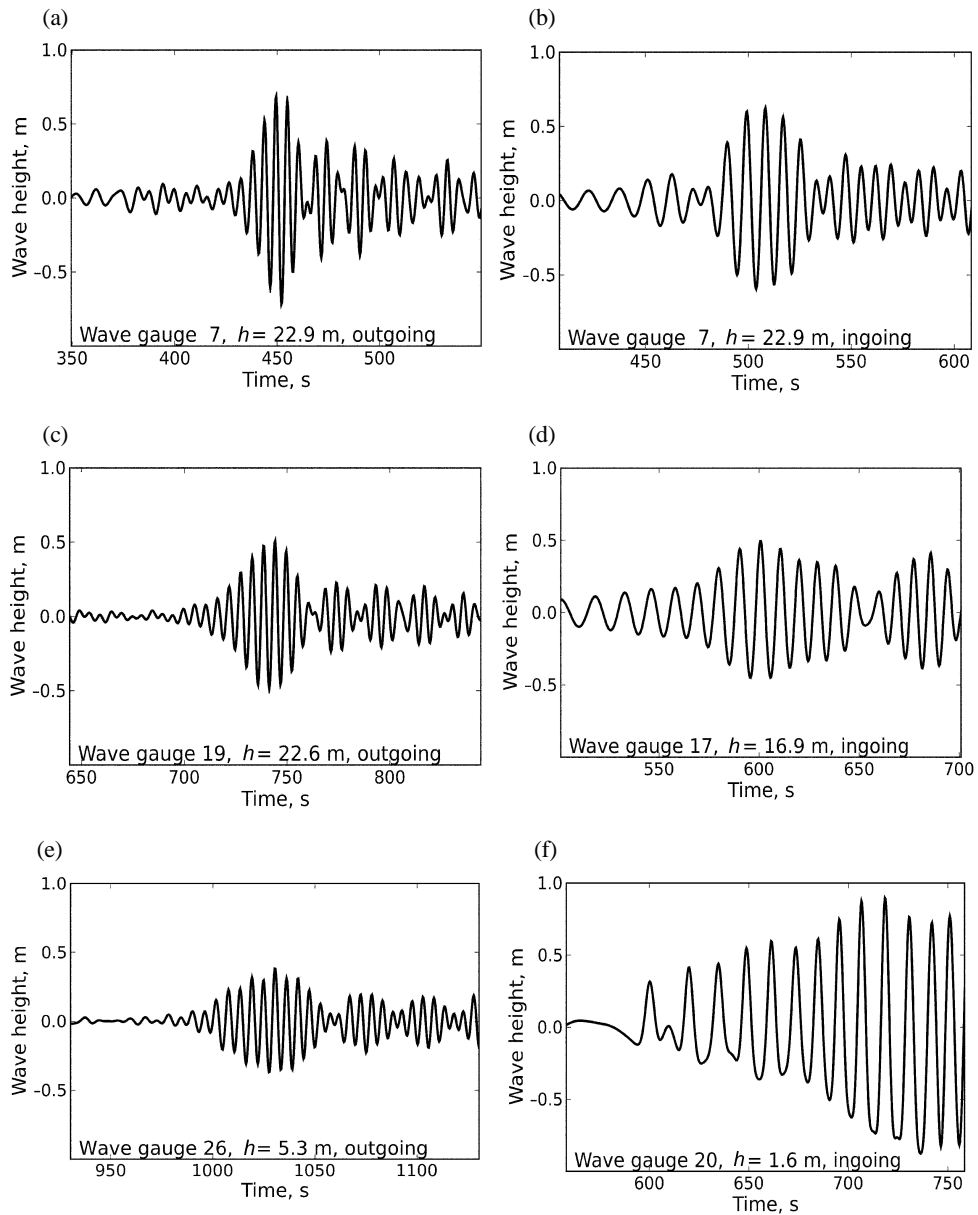 (a)
1.0
0.5
0.0
−0.5
Wave height, m
Wave gauge 7, h = 22.9 m, outgoing
350 400 450 500
Time, s
(b)
1.0
0.5
0.0
−0.5
Wave height, m
Wave gauge 7, h = 22.9 m, ingoing
450 500 550 600
Time, s
(c)
1.0
0.5
0.0
−0.5
Wave height, m
Wave gauge 19, h = 22.6 m, outgoing
650 700 750 800
Time, s
(d)
1.0
0.5
0.0
−0.5
Wave height, m
Wave gauge 17, h = 16.9 m, ingoing
550 600 650 700
Time, s
(e)
1.0
0.5
0.0
−0.5
Wave height, m
Wave gauge 26, h = 5.3 m, outgoing
950 1000 1050 1100
Time, s
(f)
1.0
0.5
0.0
−0.5
Wave height, m
Wave gauge 20, h = 1.6 m, ingoing
600 650 700 750
Time, s